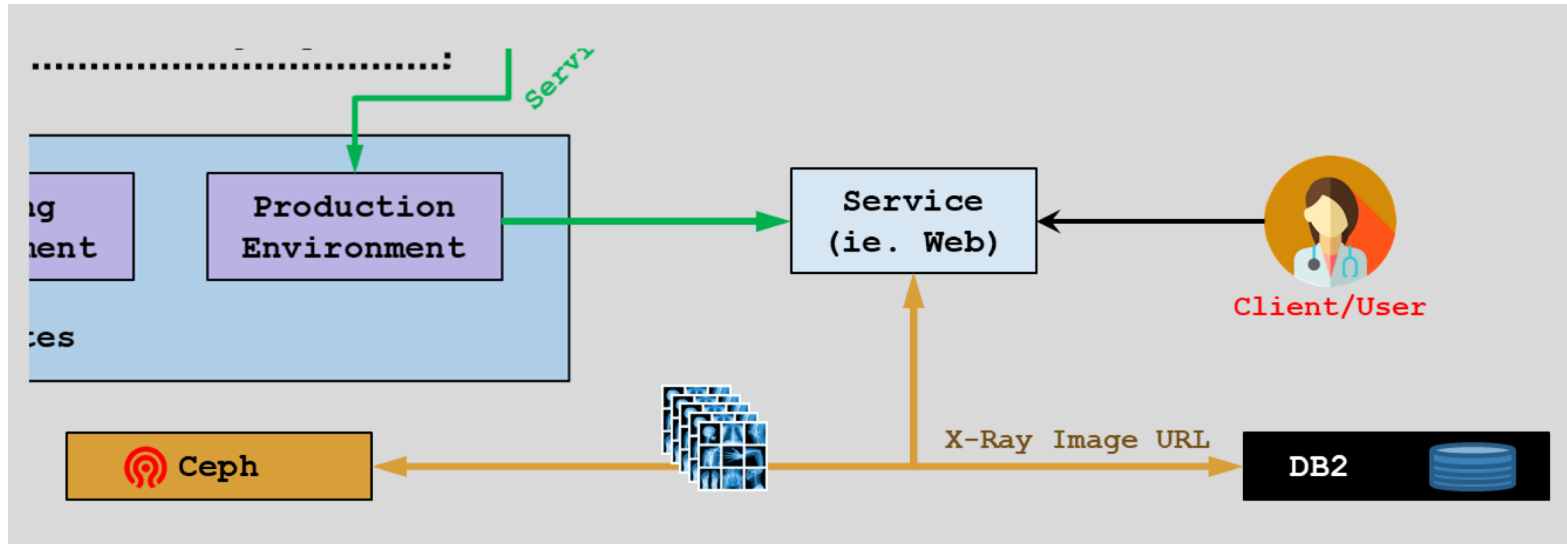 Production
Environment
Service
(ie. Web)
Client/User
Ceph
X-Ray Image URL
DB2